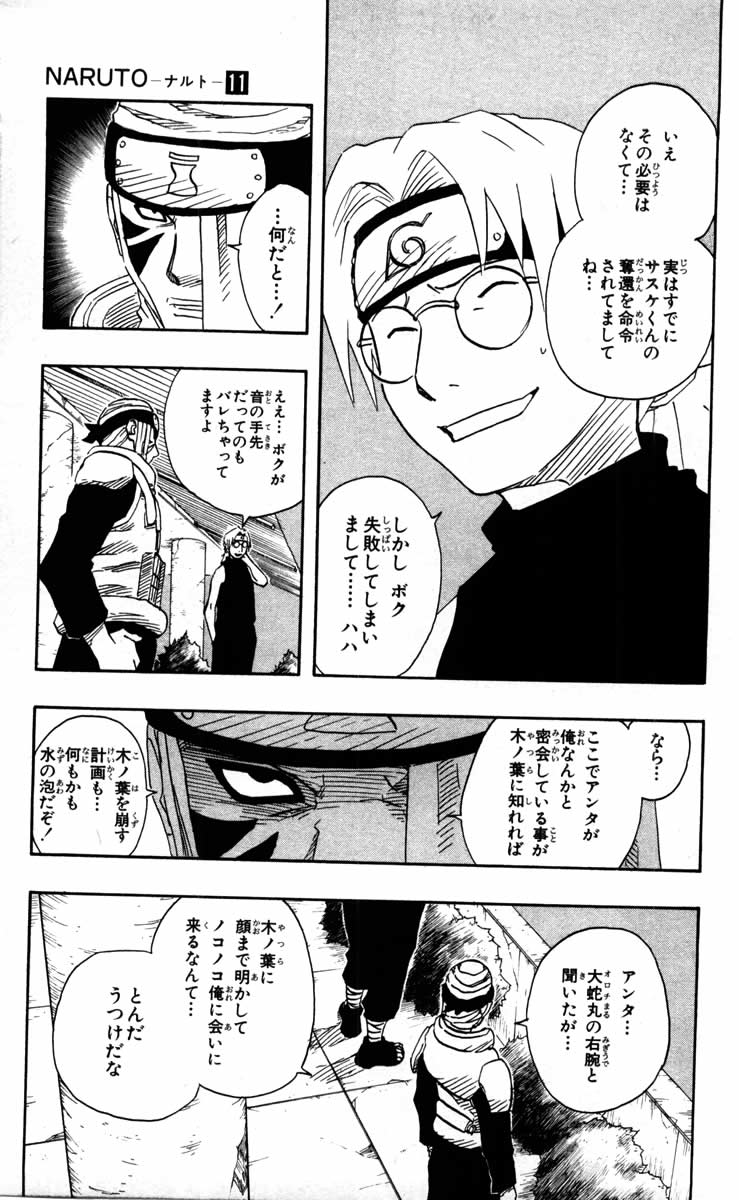 NARUTO—ナルト— 11
いえ
その必要は
なくて…
実はすでに
サスケくんの
奪還を命令
されてまして
ね…
しかし ボク
失敗してしまい
まして…… ハハ
…何だと…!
ええ… ボクが
音の手先
だってのも
バレちゃって
ますよ
なら…
ここでアンタが
俺なんかと
密会している事が
木ノ葉に知れれば
木ノ葉を崩す
計画も…
何もかも
水の泡だぞ!
アンタ…
大蛇丸の右腕と
聞いたが…
木ノ葉に
顔まで明かして
ノコノコ俺に会いに
来るなんて…
とんだ
うつけだな